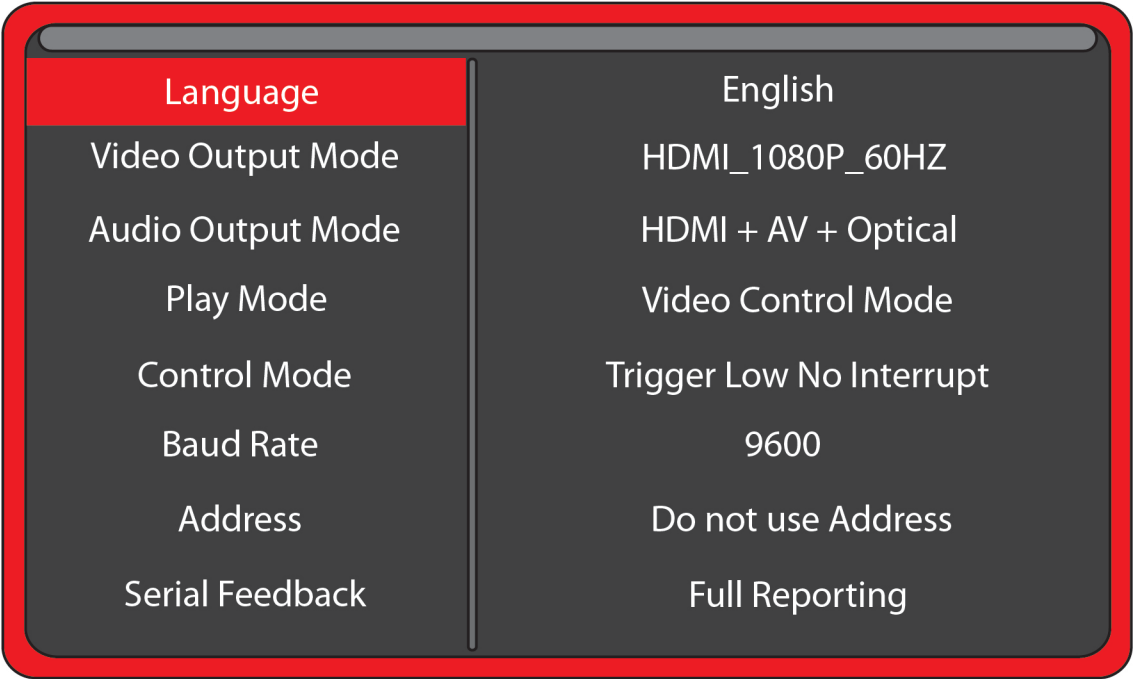 Language English
Video Output Mode HDMI_1080P_60HZ
Audio Output Mode HDMI + AV + Optical
Play Mode Video Control Mode
Control Mode Trigger Low No Interrupt
Baud Rate 9600
Address Do not use Address
Serial Feedback Full Reporting